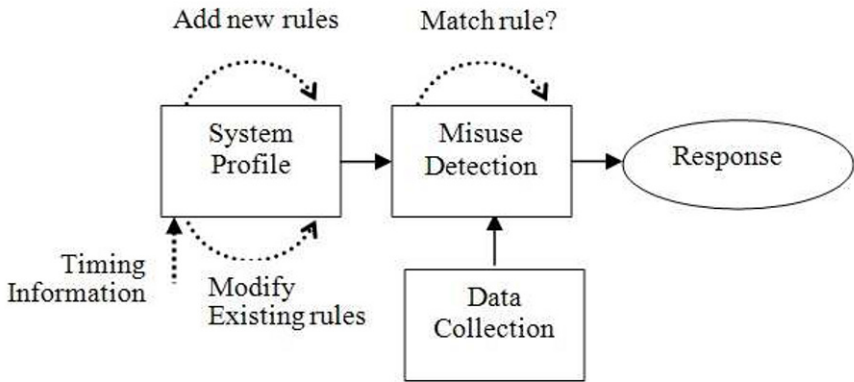 Add new rules
Match rule?
System
Profile
Misuse
Detection
Response
Timing
Information
Modify
Existing rules
Data
Collection